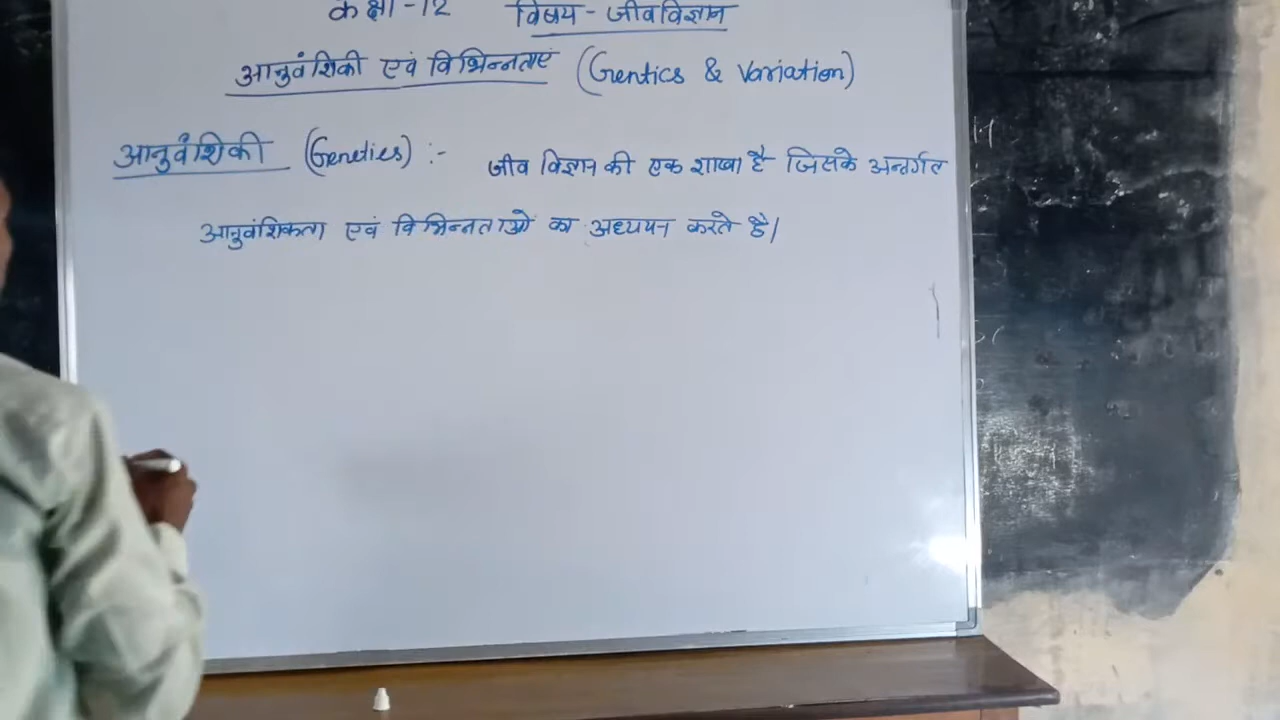 कक्षा - 12 विषय - जीव विज्ञान
आनुवंशिकी एवं विभिन्नताएं (Gentics & Variation)
आनुवंशिकी (Genetics) :- जीव विज्ञान की एक शाखा है जिसके अन्तर्गत
आनुवंशिकता एवं विभिन्नताओ का अध्ययन करते है।